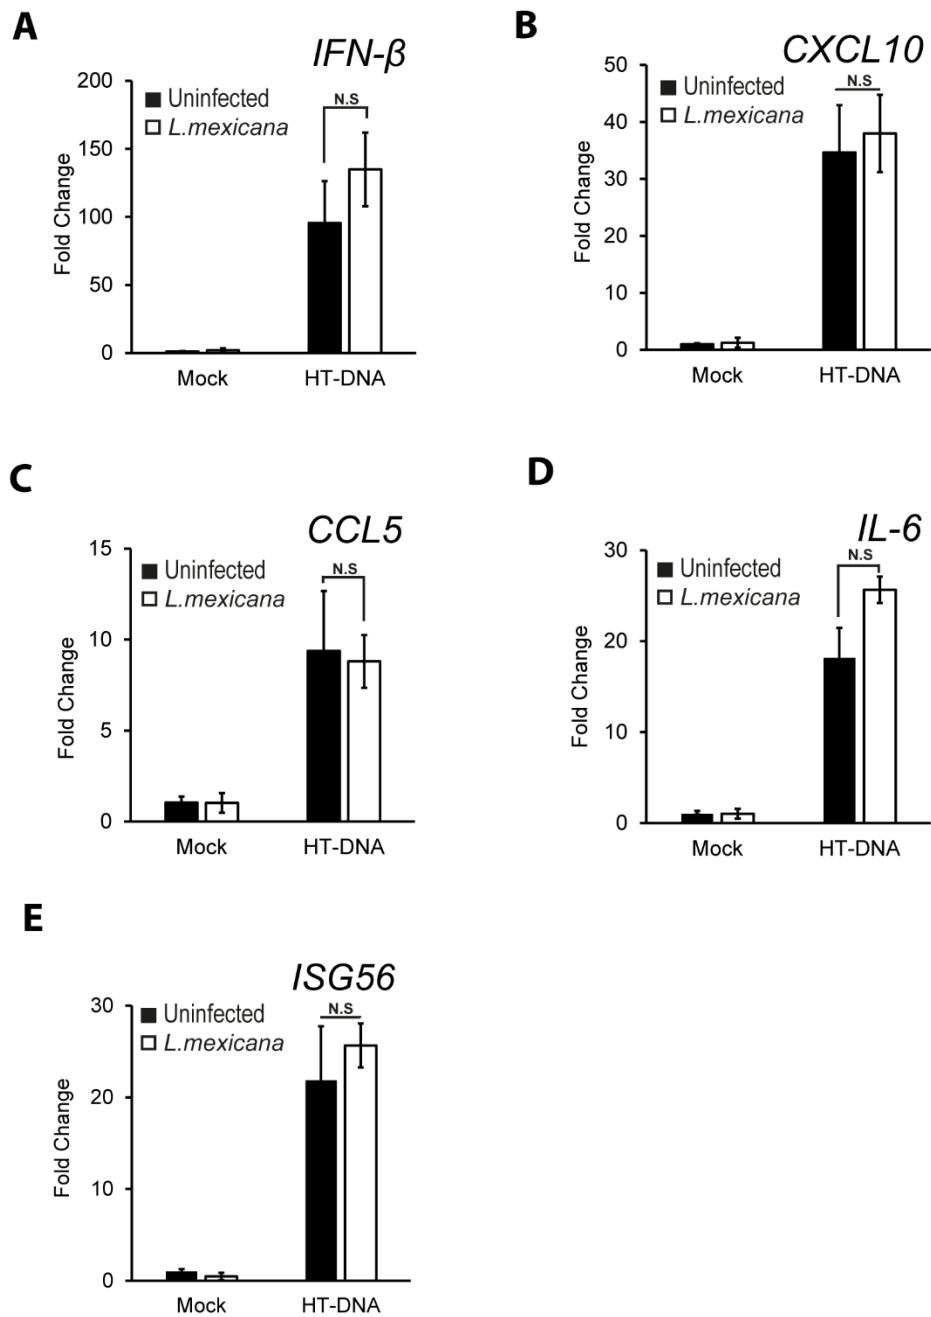 A
IFN-β
200
150
100
50
0
Fold Change
Uninfected
L.mexicana
N.S
Mock
HT-DNA
B
CXCL10
50
40
30
20
10
0
Fold Change
Uninfected
L.mexicana
N.S
Mock
HT-DNA
C
CCL5
15
10
5
0
Fold Change
Uninfected
L.mexicana
N.S
Mock
HT-DNA
D
IL-6
30
20
10
0
Fold Change
Uninfected
L.mexicana
N.S
Mock
HT-DNA
E
ISG56
30
20
10
0
Fold Change
Uninfected
L.mexicana
N.S
Mock
HT-DNA